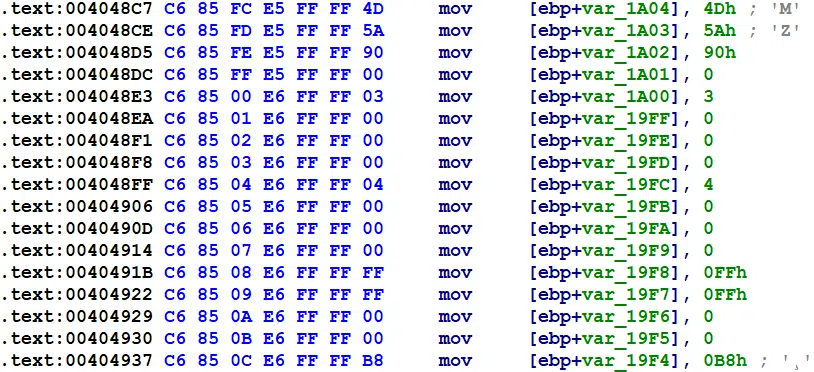 .text:004048C7 C6 85 FC E5 FF FF 4D mov [ebp+var_1A04], 4Dh ; 'M'
.text:004048CE C6 85 FD E5 FF FF 5A mov [ebp+var_1A03], 5Ah ; 'Z'
.text:004048D5 C6 85 FE E5 FF FF 90 mov [ebp+var_1A02], 90h
.text:004048DC C6 85 FF E5 FF FF 00 mov [ebp+var_1A01], 0
.text:004048E3 C6 85 00 E6 FF FF 03 mov [ebp+var_1A00], 3
.text:004048EA C6 85 01 E6 FF FF 00 mov [ebp+var_19FF], 0
.text:004048F1 C6 85 02 E6 FF FF 00 mov [ebp+var_19FE], 0
.text:004048F8 C6 85 03 E6 FF FF 00 mov [ebp+var_19FD], 0
.text:004048FF C6 85 04 E6 FF FF 04 mov [ebp+var_19FC], 4
.text:00404906 C6 85 05 E6 FF FF 00 mov [ebp+var_19FB], 0
.text:0040490D C6 85 06 E6 FF FF 00 mov [ebp+var_19FA], 0
.text:00404914 C6 85 07 E6 FF FF 00 mov [ebp+var_19F9], 0
.text:0040491B C6 85 08 E6 FF FF FF mov [ebp+var_19F8], 0FFh
.text:00404922 C6 85 09 E6 FF FF FF mov [ebp+var_19F7], 0FFh
.text:00404929 C6 85 0A E6 FF FF 00 mov [ebp+var_19F6], 0
.text:00404930 C6 85 0B E6 FF FF 00 mov [ebp+var_19F5], 0
.text:00404937 C6 85 0C E6 FF FF B8 mov [ebp+var_19F4], 0B8h ; '¸'